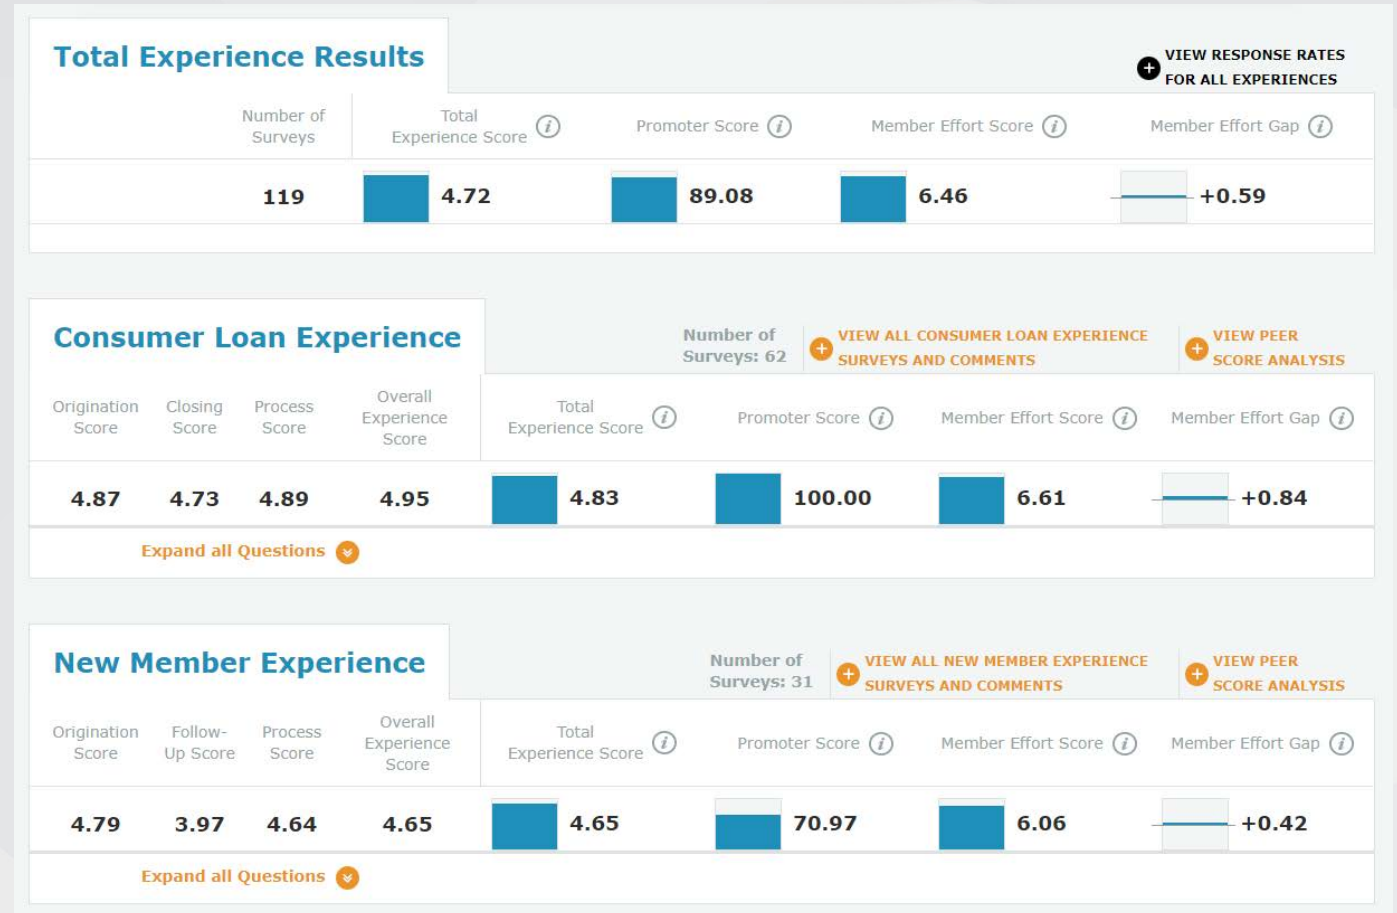 Total Experience Results
VIEW RESPONSE RATES
FOR ALL EXPERIENCES
Number of
Surveys
Total
Experience Score
Promoter Score
Member Effort Score
Member Effort Gap
119
4.72
89.08
6.46
+0.59
Consumer Loan Experience
Number of
Surveys: 62
VIEW ALL CONSUMER LOAN EXPERIENCE
SURVEYS AND COMMENTS
VIEW PEER
SCORE ANALYSIS
Origination
Score
Closing
Score
Process
Score
Overall
Experience
Score
Total
Experience Score
Promoter Score
Member Effort Score
Member Effort Gap
4.87
4.73
4.89
4.95
4.83
100.00
6.61
+0.84
Expand all Questions
New Member Experience
Number of
Surveys: 31
VIEW ALL NEW MEMBER EXPERIENCE
SURVEYS AND COMMENTS
VIEW PEER
SCORE ANALYSIS
Origination
Score
Follow-
Up Score
Process
Score
Overall
Experience
Score
Total
Experience Score
Promoter Score
Member Effort Score
Member Effort Gap
4.79
3.97
4.64
4.65
4.65
70.97
6.06
+0.42
Expand all Questions